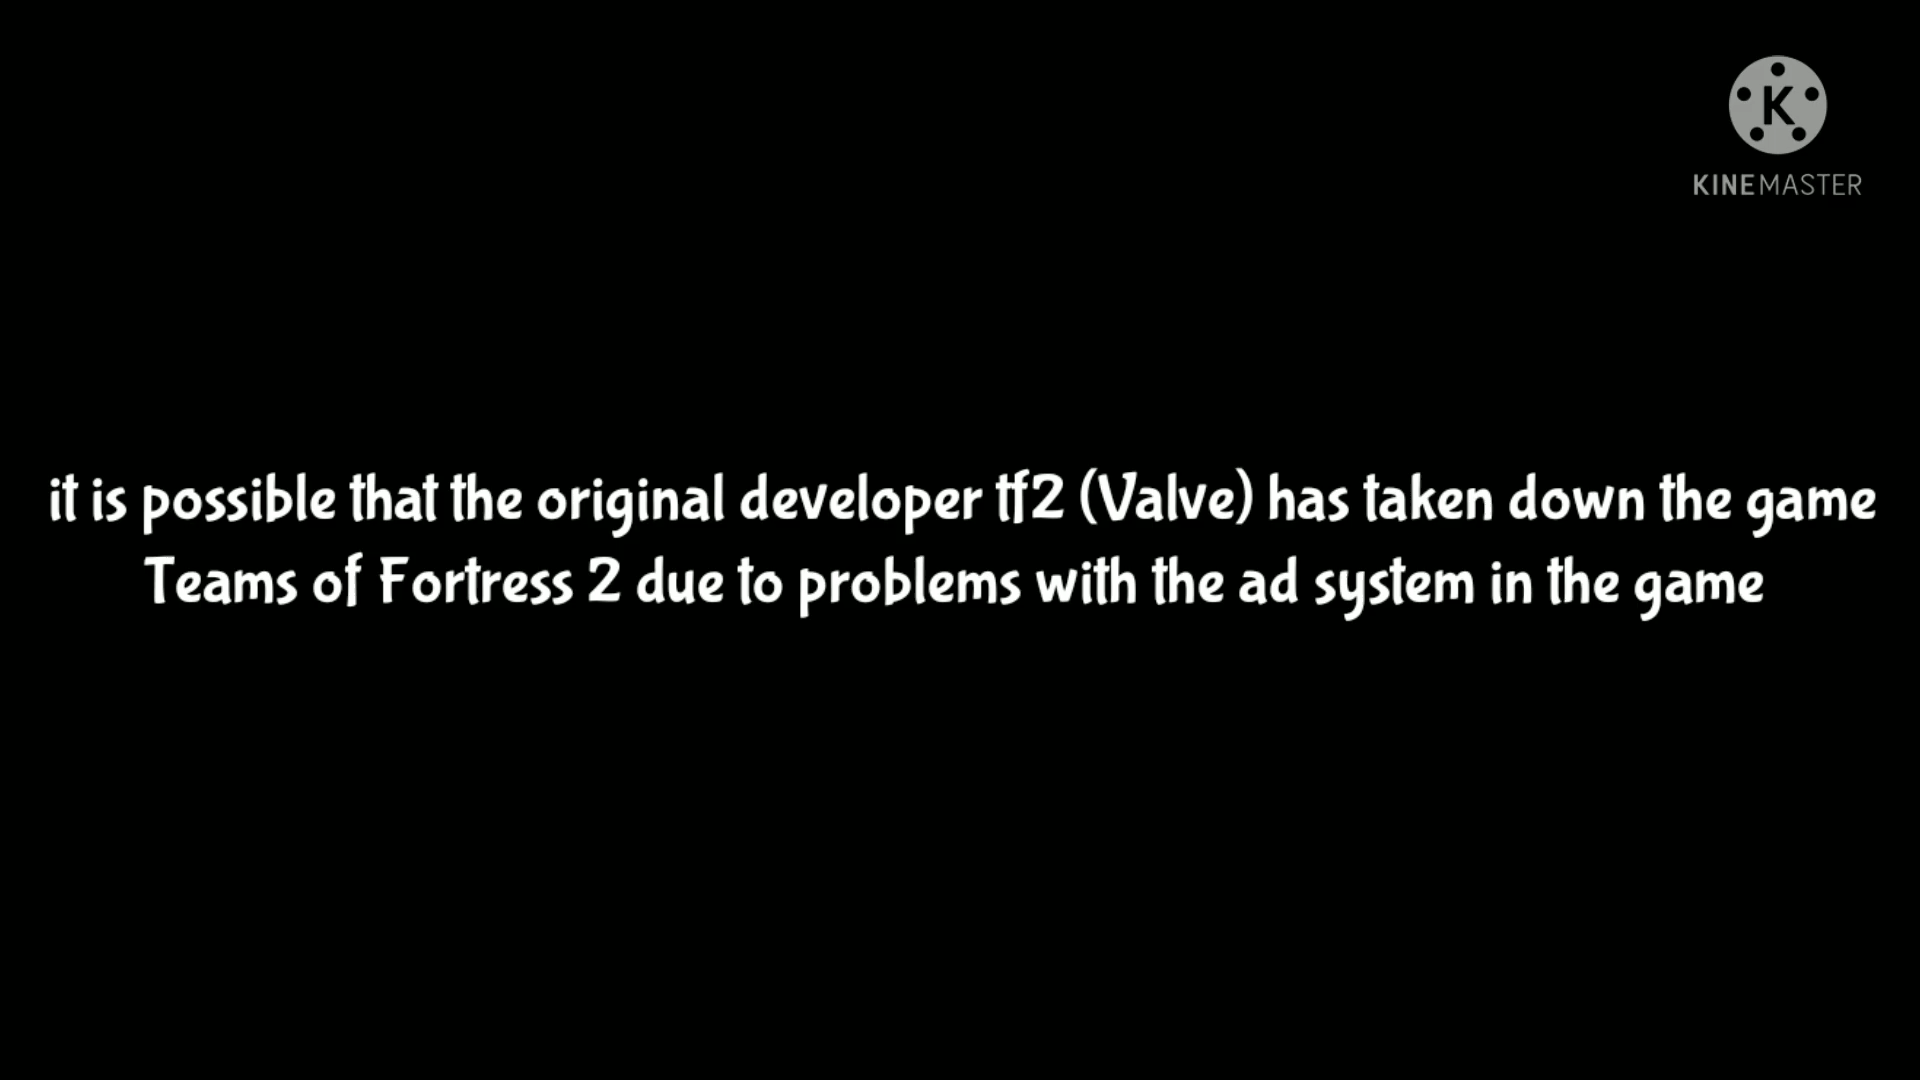 K
KINEMASTER
it is possible that the original developer tf2 (Valve) has taken down the game
Teams of Fortress 2 due to problems with the ad system in the game